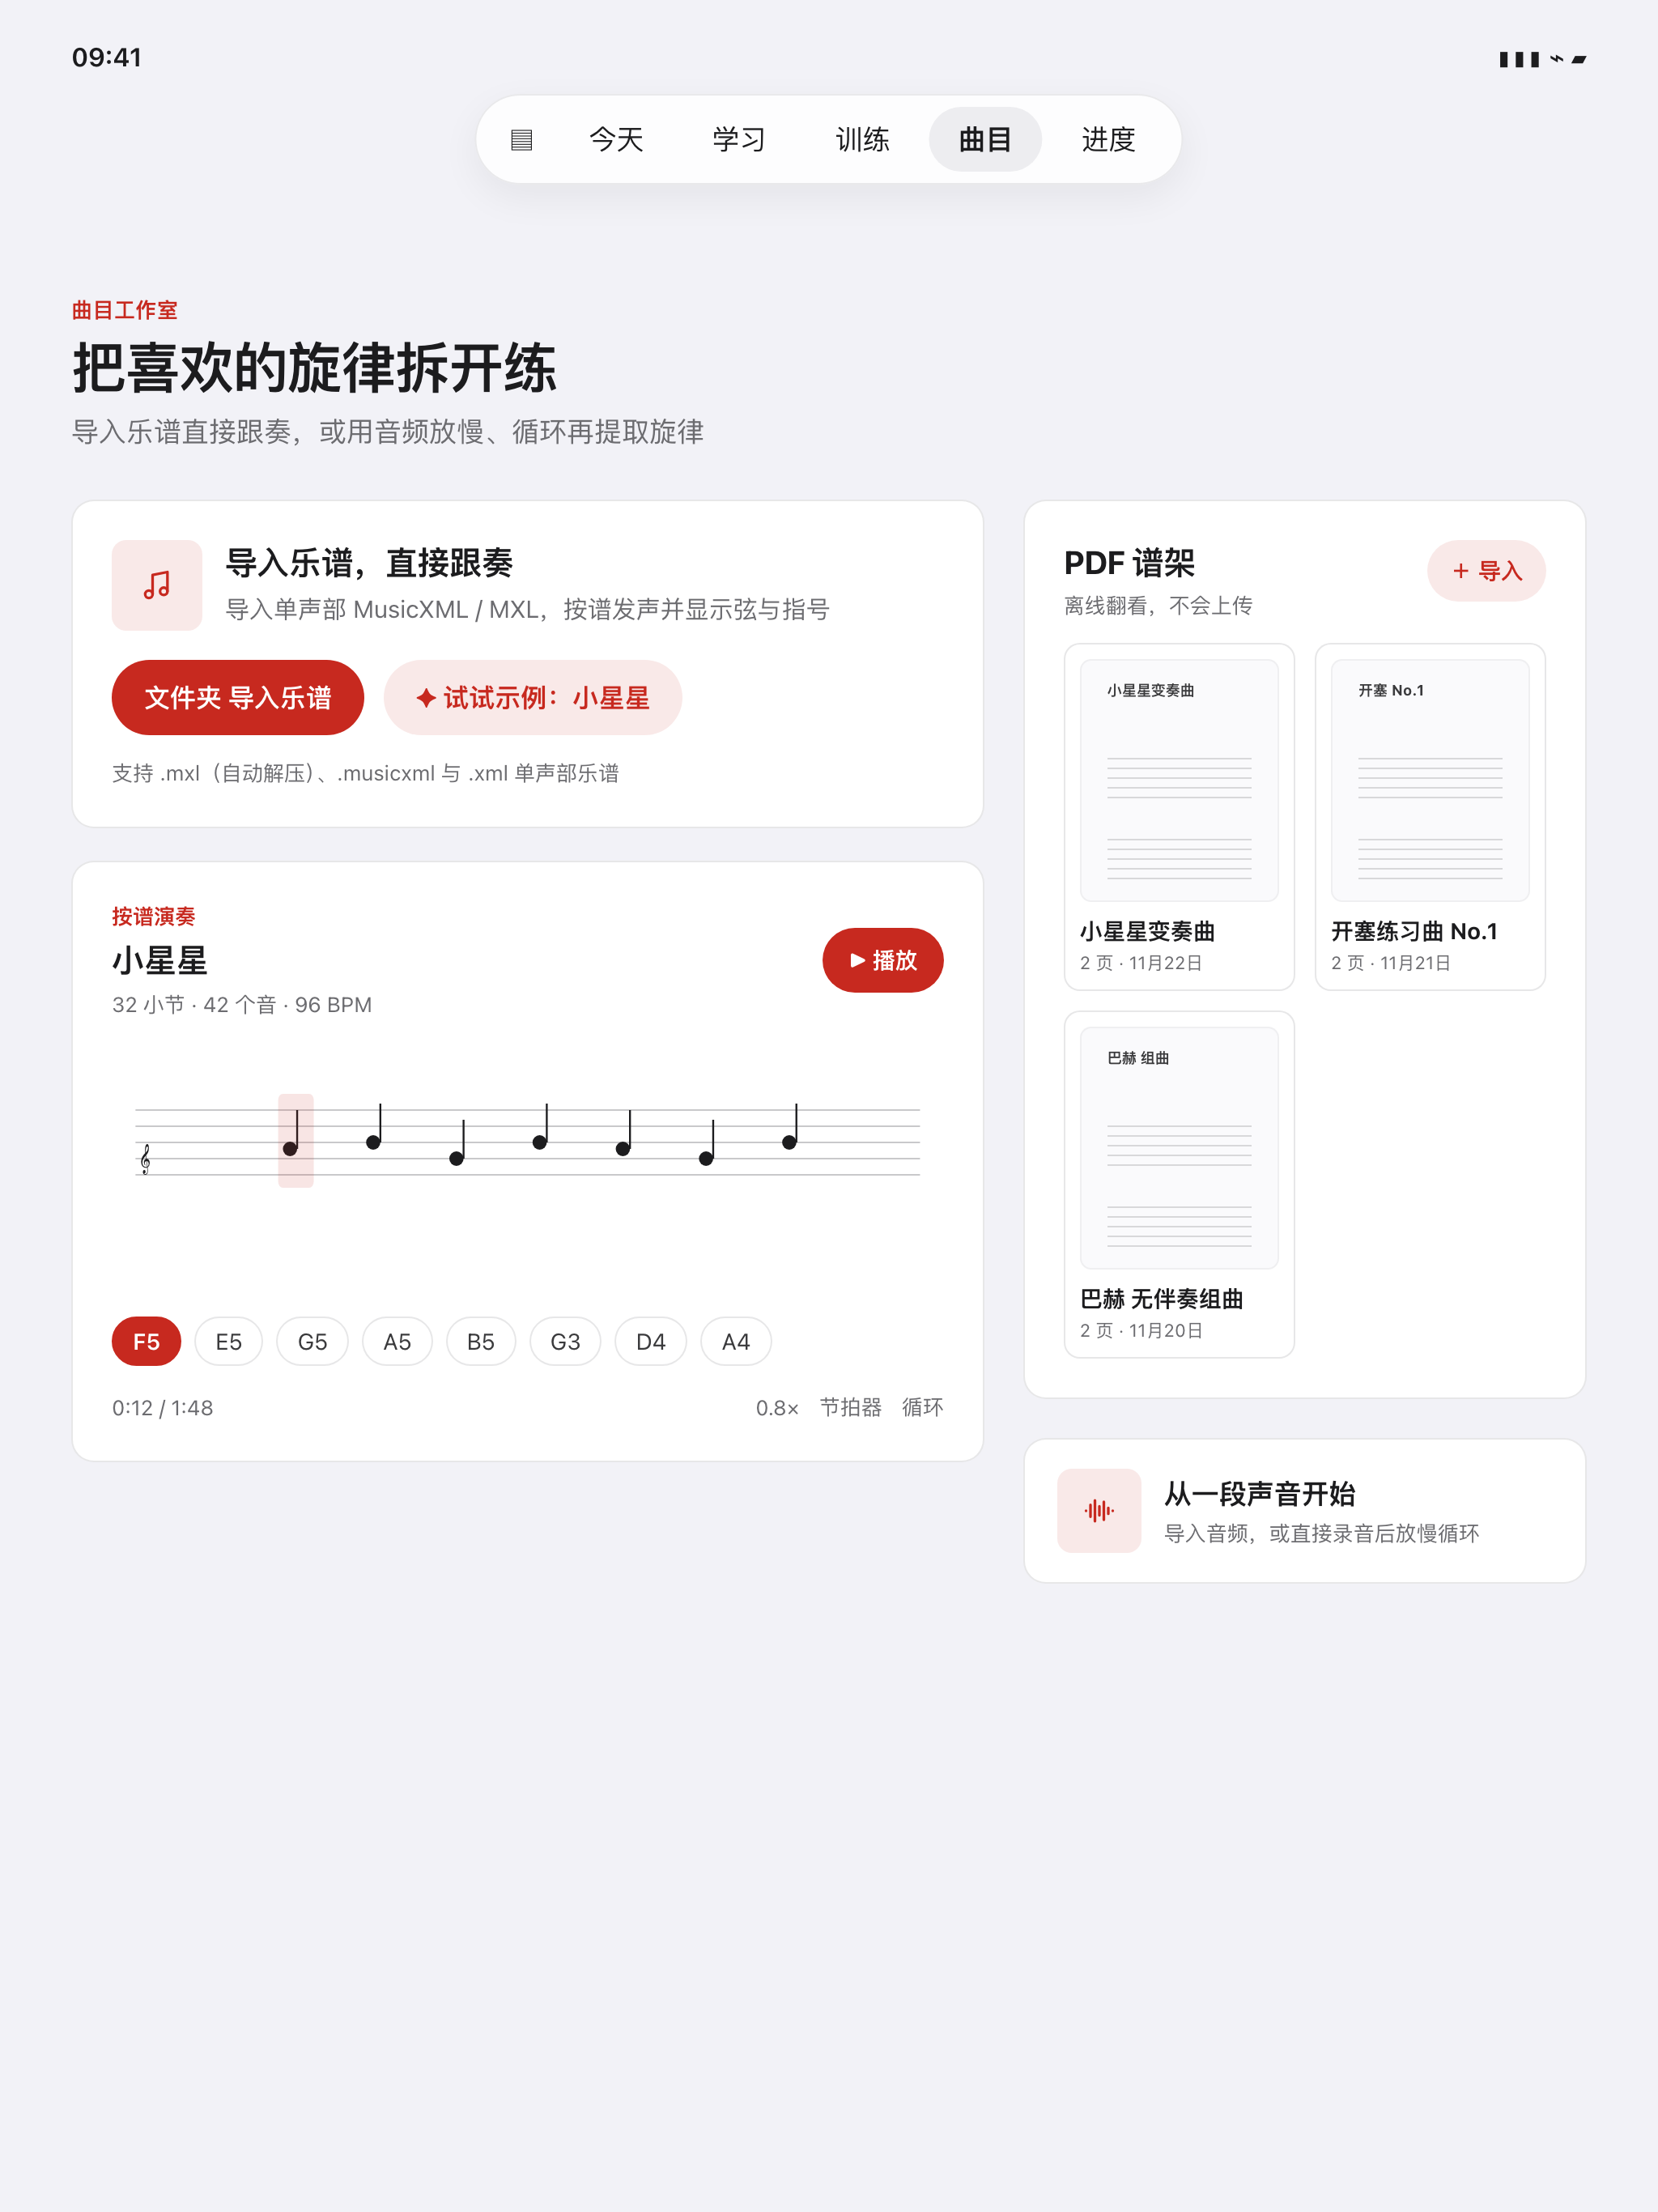 09:41
今天 学习 训练 曲目 进度
曲目工作室
把喜欢的旋律拆开练
导入乐谱直接跟奏，或用音频放慢、循环再提取旋律
导入乐谱，直接跟奏
导入单声部 MusicXML / MXL，按谱发声并显示弦与指号
文件夹 导入乐谱
✦ 试试示例：小星星
支持 .mxl（自动解压）、.musicxml 与 .xml 单声部乐谱
按谱演奏
小星星
32 小节 · 42 个音 · 96 BPM
▶ 播放
F5 E5 G5 A5 B5 G3 D4 A4
0:12 / 1:48
0.8× 节拍器 循环
PDF 谱架
离线翻看，不会上传
+ 导入
小星星变奏曲
小星星变奏曲
2 页 · 11月22日
开塞 No.1
开塞练习曲 No.1
2 页 · 11月21日
巴赫 组曲
巴赫 无伴奏组曲
2 页 · 11月20日
从一段声音开始
导入音频，或直接录音后放慢循环